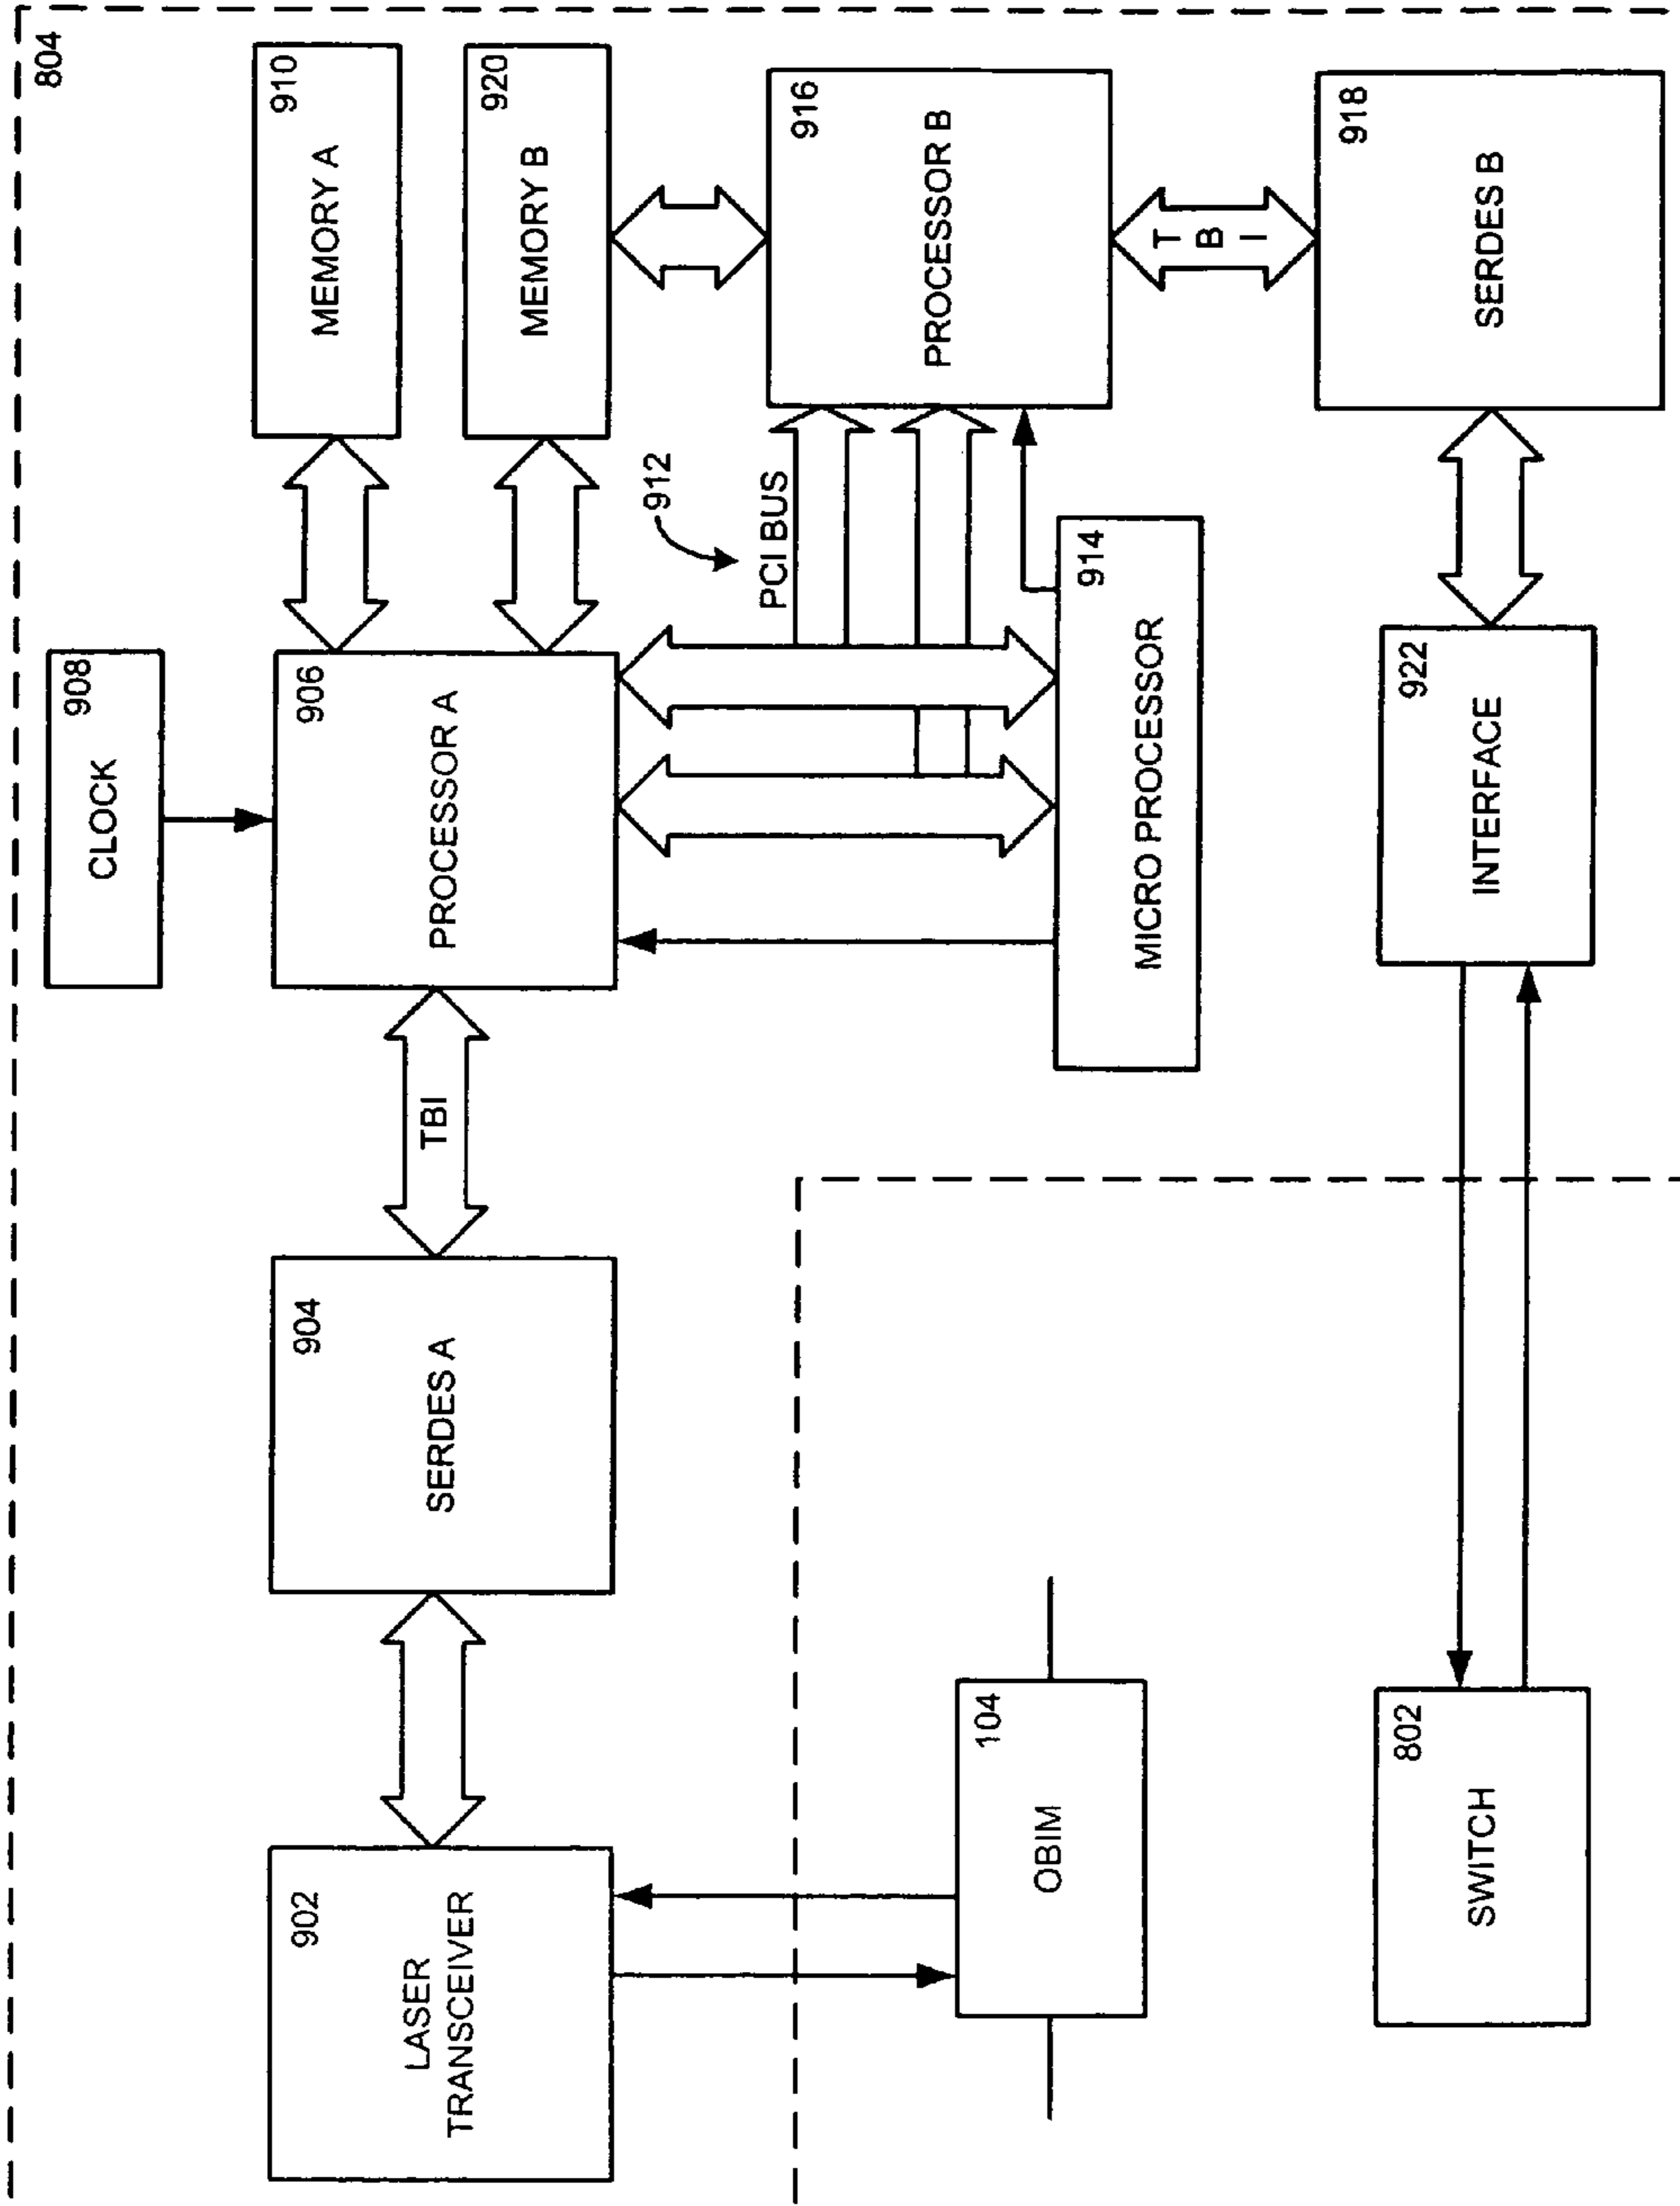 804
CLOCK
908
MEMORY A
910
MEMORY B
920
LASER
TRANSCEIVER
902
SERDES A
904
TBI
PROCESSOR A
906
912
PCI BUS
PROCESSOR B
916
MICRO PROCESSOR
914
T
B
I
OBIM
104
SWITCH
802
INTERFACE
922
SERDES B
918